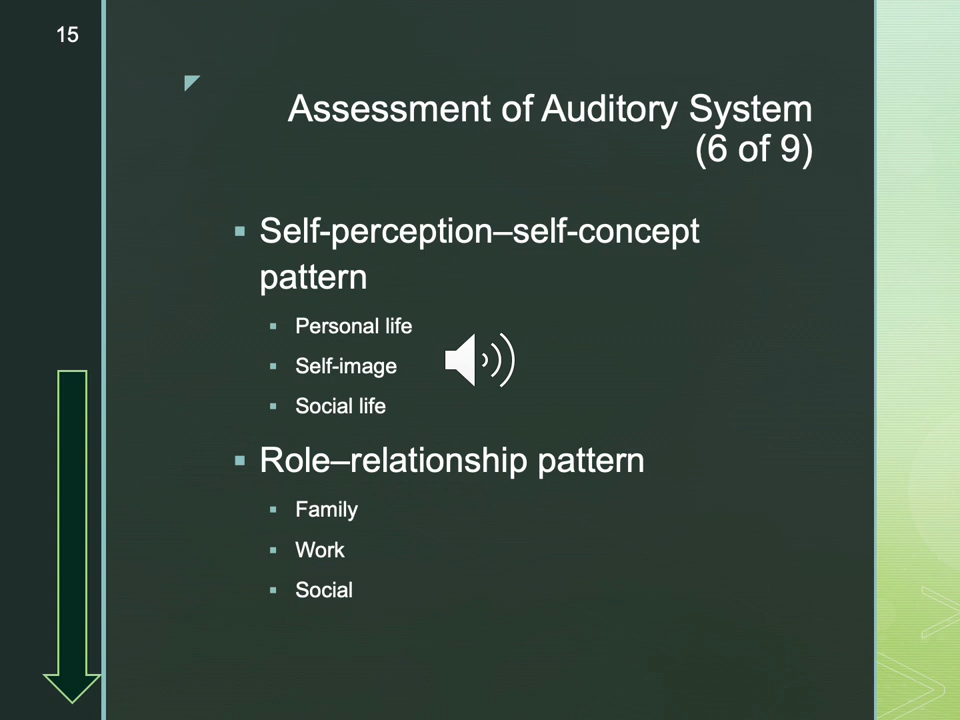 15
Assessment of Auditory System
(6 of 9)
▪ Self-perception–self-concept
pattern
▪ Personal life
▪ Self-image
▪ Social life
▪ Role–relationship pattern
▪ Family
▪ Work
▪ Social